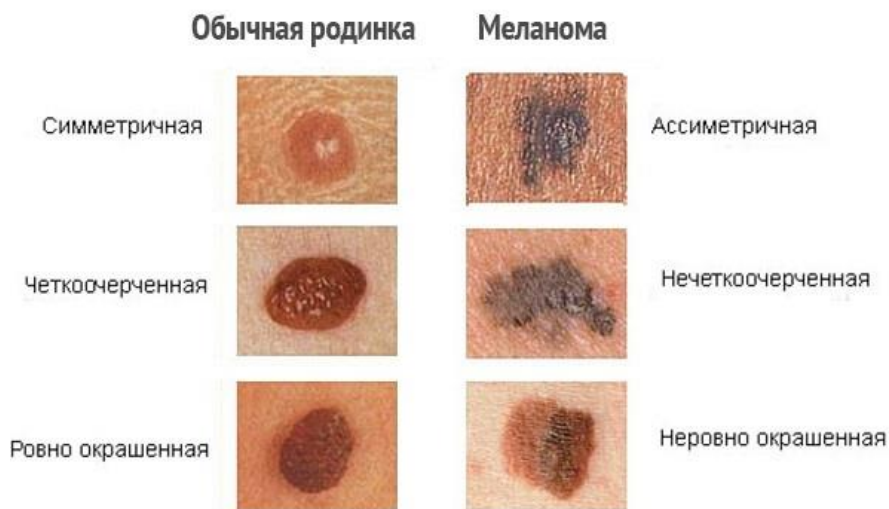 Обычная родинка Меланома
Симметричная Ассиметричная
Четкоочерченная Нечеткоочерченная
Ровно окрашенная Неровно окрашенная